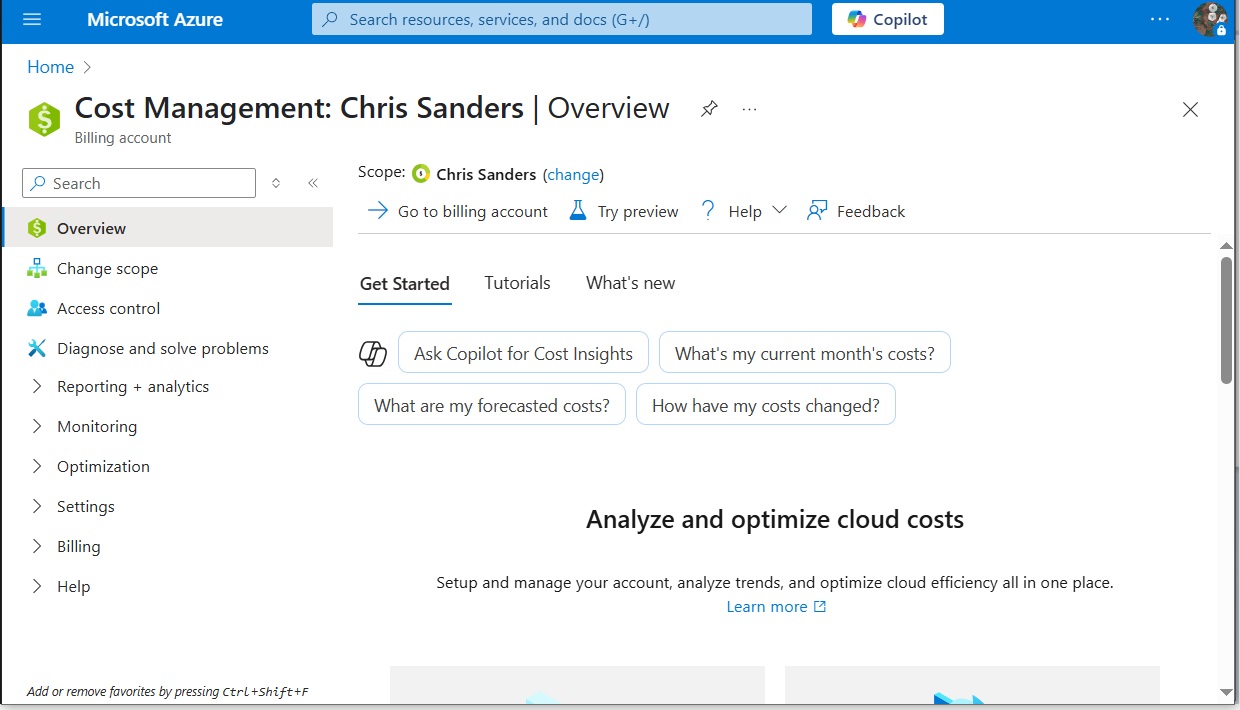 Microsoft Azure
Search resources, services, and docs (G+/)
Copilot
...
Home
Cost Management: Chris Sanders | Overview
...
Billing account
Search
Overview
Change scope
Access control
Diagnose and solve problems
Reporting + analytics
Monitoring
Optimization
Settings
Billing
Help
Add or remove favorites by pressing Ctrl+Shift+F
Scope: Chris Sanders (change)
Go to billing account Try preview ? Help Feedback
Get Started Tutorials What's new
Ask Copilot for Cost Insights What's my current month's costs?
What are my forecasted costs? How have my costs changed?
Analyze and optimize cloud costs
Setup and manage your account, analyze trends, and optimize cloud efficiency all in one place.
Learn more